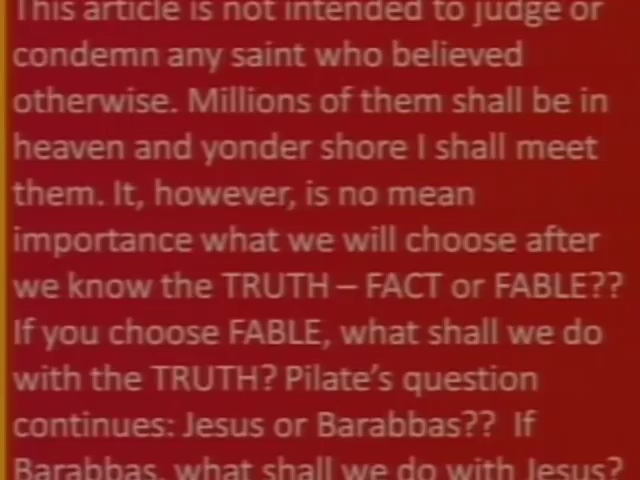 This article is not intended to judge or
condemn any saint who believed
otherwise. Millions of them shall be in
heaven and yonder shore I shall meet
them. It, however, is no mean
importance what we will choose after
we know the TRUTH – FACT or FABLE??
If you choose FABLE, what shall we do
with the TRUTH? Pilate's question
continues: Jesus or Barabbas??  If
Barabbas, what shall we do with Jesus?